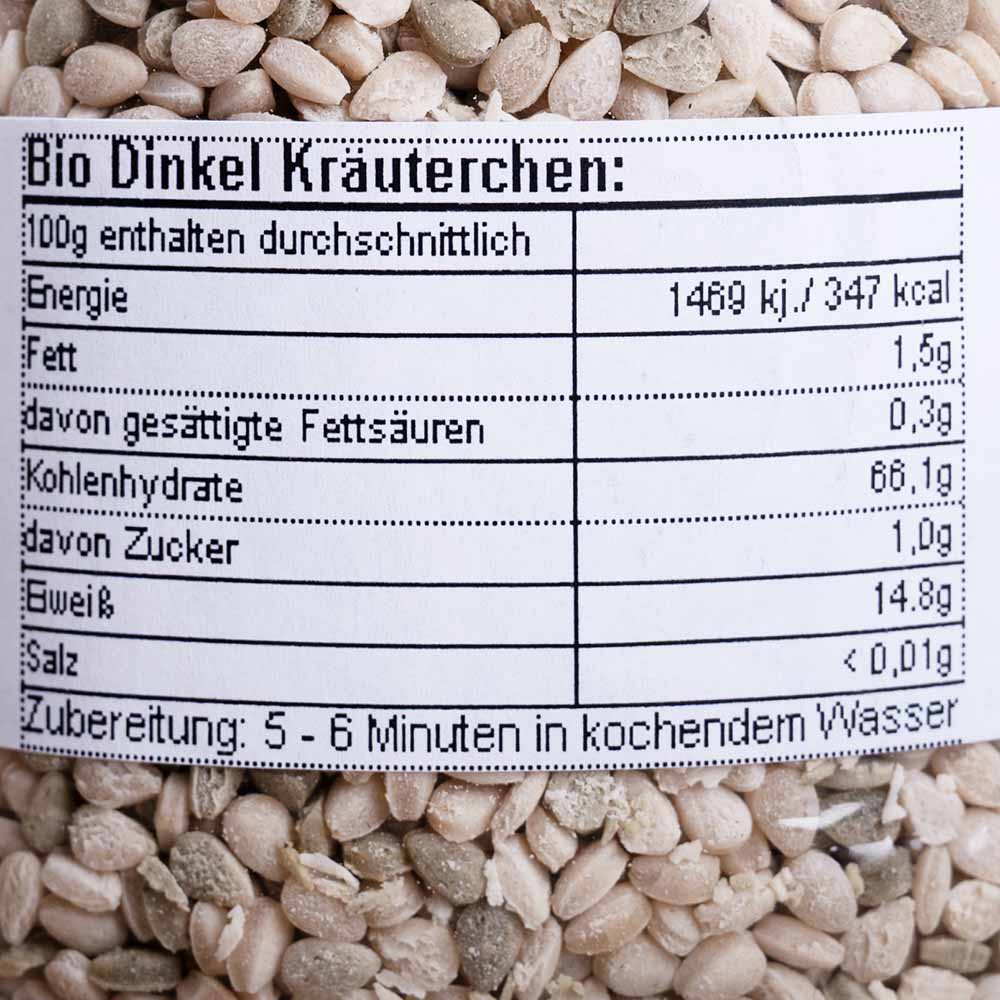 Bio Dinkel Kräuterchen:
100g enthalten durchschnittlich
Energie 1469 kj./ 347 kcal
Fett 1,5g
davon gesättigte Fettsäuren 0,3g
Kohlenhydrate 66,1g
davon Zucker 1,0g
Eiweiß 14.8g
Salz < 0,01g
Zubereitung: 5 - 6 Minuten in kochendem Wasser